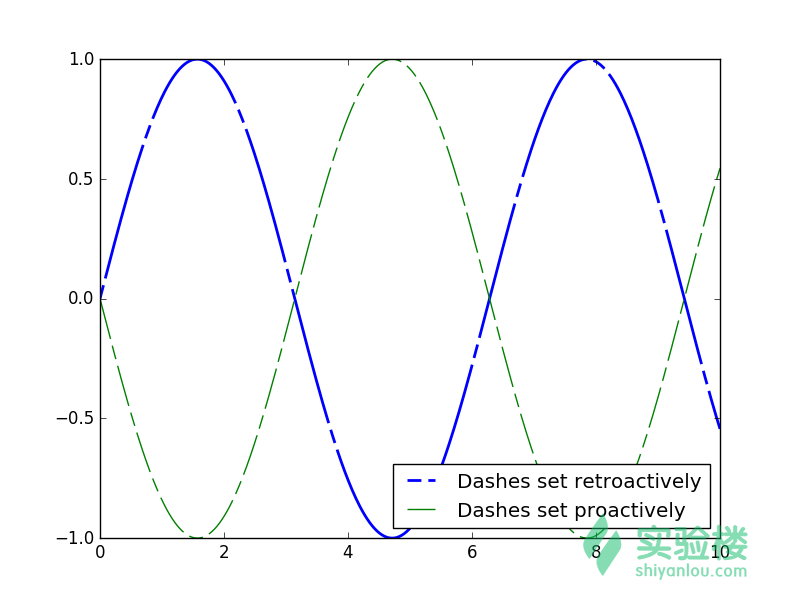 1.0
0.5
0.0
−0.5
−1.0
0 2 4 6 8 10
Dashes set retroactively
Dashes set proactively
实验楼
shiyanlou.com